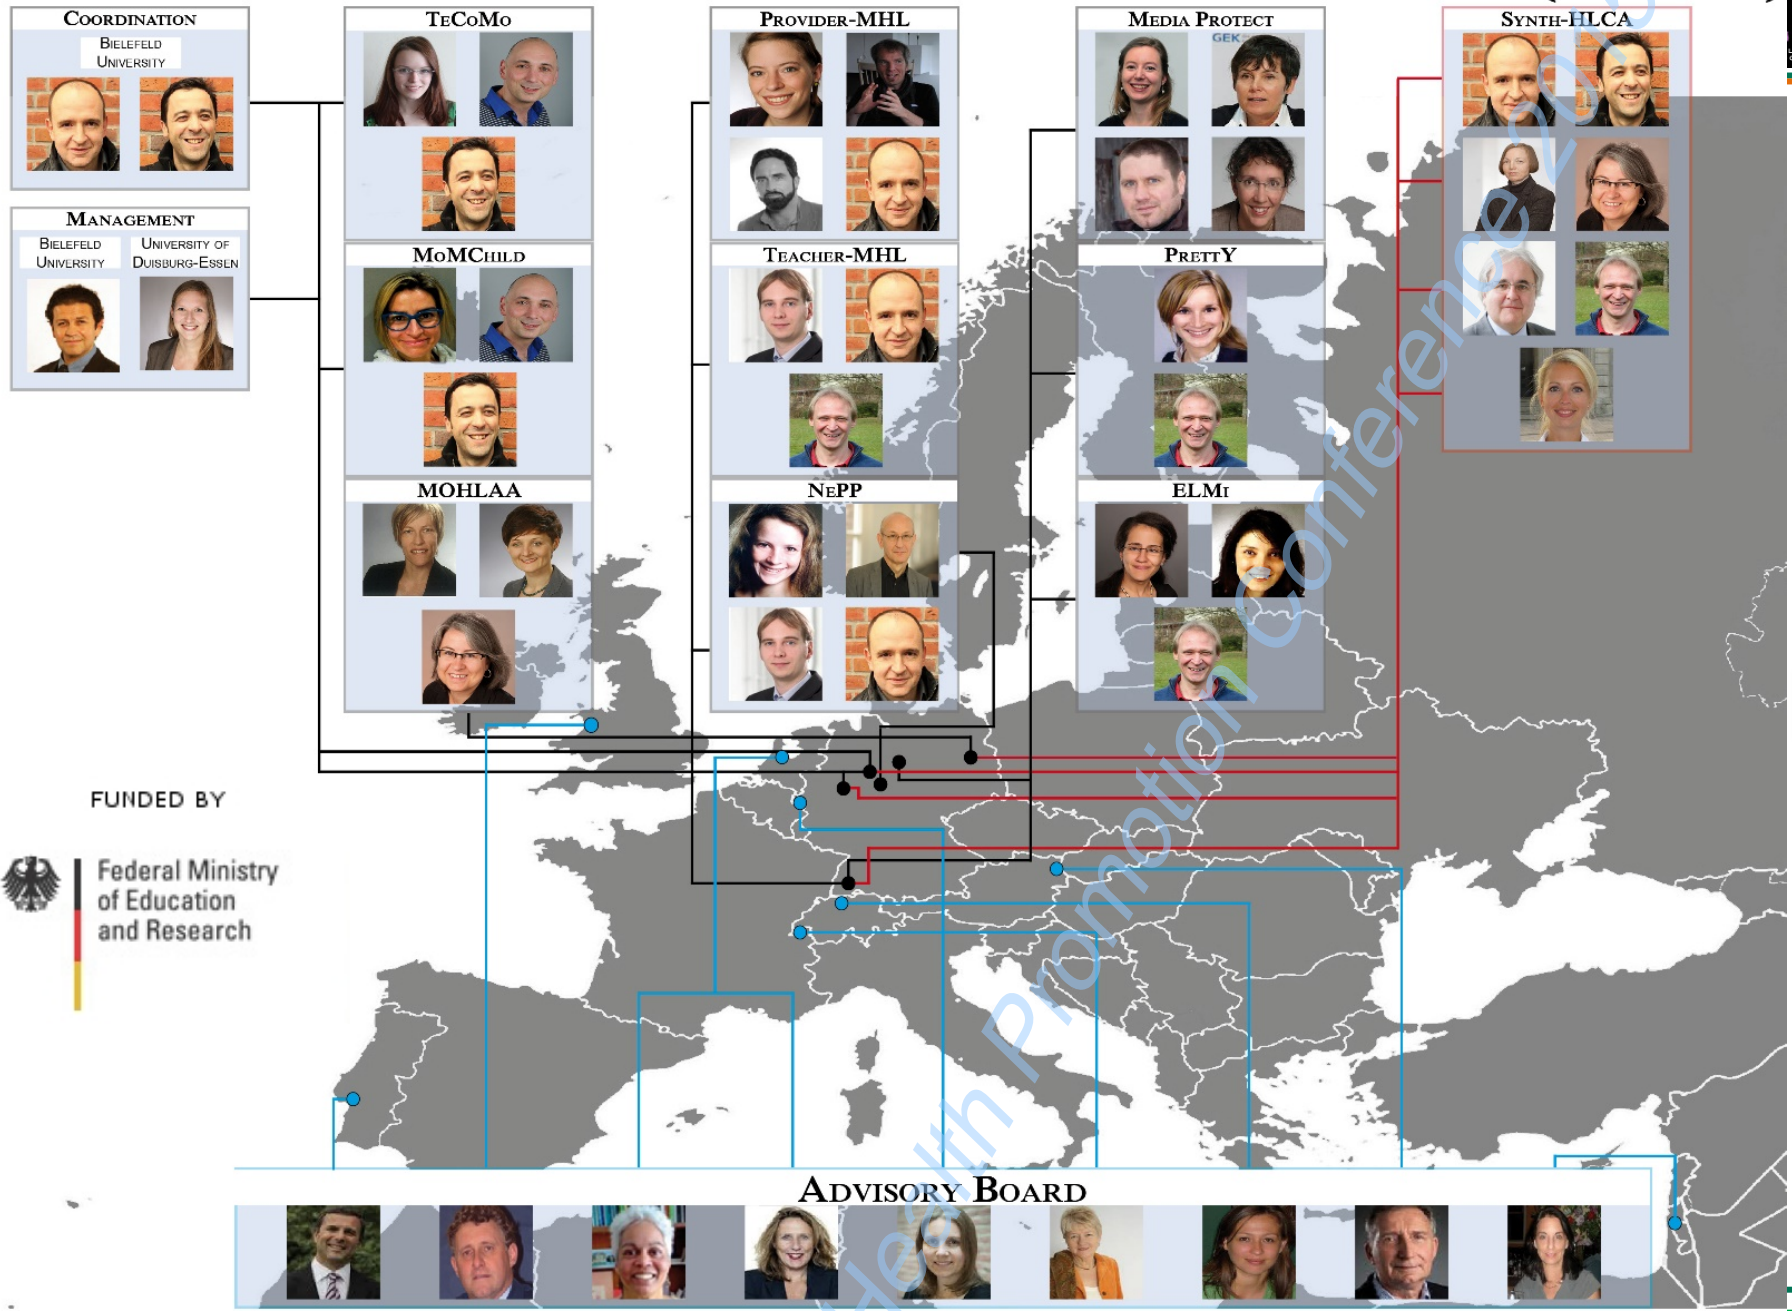 COORDINATION
BIELEFELD
UNIVERSITY
MANAGEMENT
BIELEFELD
UNIVERSITY
UNIVERSITY OF
DUISBURG-ESSEN
TECOMO
MOMCHILD
MOHLAA
PROVIDER-MHL
TEACHER-MHL
NEPP
MEDIA PROTECT
GEK
PRETTY
ELMI
SYNTH-HLCA
FUNDED BY
Federal Ministry
of Education
and Research
Health Promotion Conference
ADVISORY BOARD